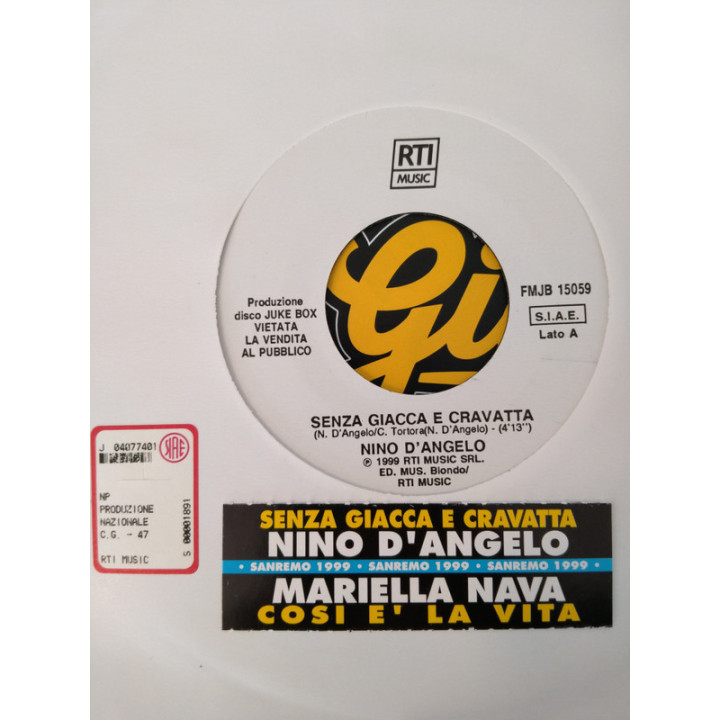 RTI
MUSIC
Gi
Produzione
disco JUKE BOX
VIETATA
LA VENDITA
AL PUBBLICO
FMJB 15059
S.I.A.E.
Lato A
SENZA GIACCA E CRAVATTA
(N. D'Angelo/C. Tortora(N. D'Angelo) - (4'13'')
NINO D'ANGELO
℗ 1999 RTI MUSIC SRL.
ED. MUS. Biondo/
RTI MUSIC
J 04077401
NP
PRODUZIONE
NAZIONALE
C.G. - 47
RTI MUSIC
S 000018691
SENZA GIACCA E CRAVATTA
NINO D'ANGELO
• SANREMO 1999 • SANREMO 1999 • SANREMO 1999 •
MARIELLA NAVA
COSI E' LA VITA